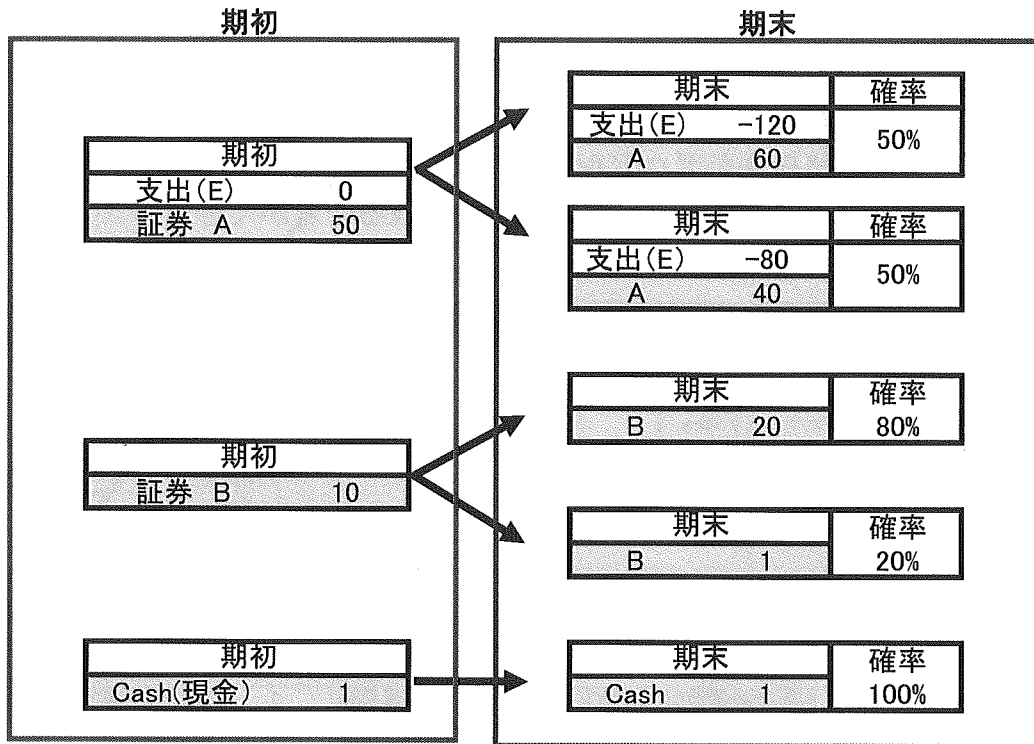 期初
期末
期初
支出(E) 0
証券 A 50
期末 確率
支出(E) -120
50%
A 60
期末 確率
支出(E) -80
50%
A 40
期初
証券 B 10
期末 確率
B 20 80%
期末 確率
B 1 20%
期初
Cash(現金) 1
期末 確率
Cash 1 100%